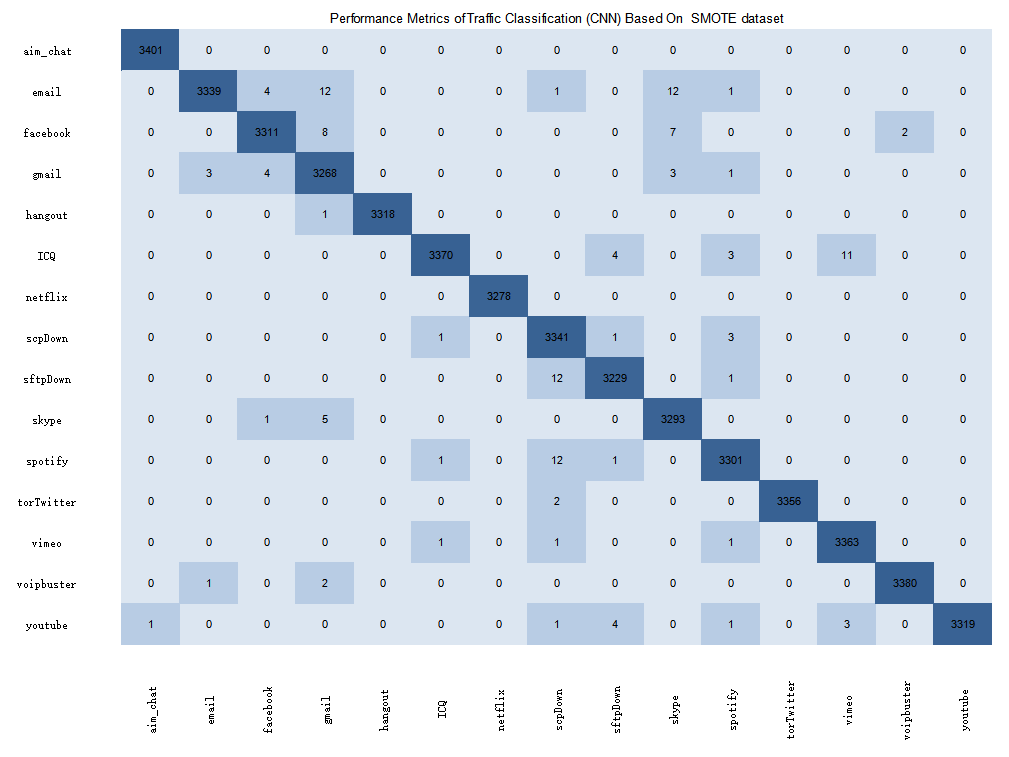 Performance Metrics of Traffic Classification (CNN) Based On SMOTE dataset
aim_chat 3401 0 0 0 0 0 0 0 0 0 0 0 0 0 0
email 0 3339 4 12 0 0 0 1 0 12 1 0 0 0 0
facebook 0 0 3311 8 0 0 0 0 0 7 0 0 0 2 0
gmail 0 3 4 3268 0 0 0 0 0 3 1 0 0 0 0
hangout 0 0 0 1 3318 0 0 0 0 0 0 0 0 0 0
ICQ 0 0 0 0 0 3370 0 0 4 0 3 0 11 0 0
netflix 0 0 0 0 0 0 3278 0 0 0 0 0 0 0 0
scpDown 0 0 0 0 0 1 0 3341 1 0 3 0 0 0 0
sftpDown 0 0 0 0 0 0 0 12 3229 0 1 0 0 0 0
skype 0 0 1 5 0 0 0 0 0 3293 0 0 0 0 0
spotify 0 0 0 0 0 1 0 12 1 0 3301 0 0 0 0
torTwitter 0 0 0 0 0 0 0 2 0 0 0 3356 0 0 0
vimeo 0 0 0 0 0 1 0 1 0 0 1 0 3363 0 0
voipbuster 0 1 0 2 0 0 0 0 0 0 0 0 0 3380 0
youtube 1 0 0 0 0 0 0 1 4 0 1 0 3 0 3319
aim_chat email facebook gmail hangout ICQ netflix scpDown sftpDown skype spotify torTwitter vimeo voipbuster youtube